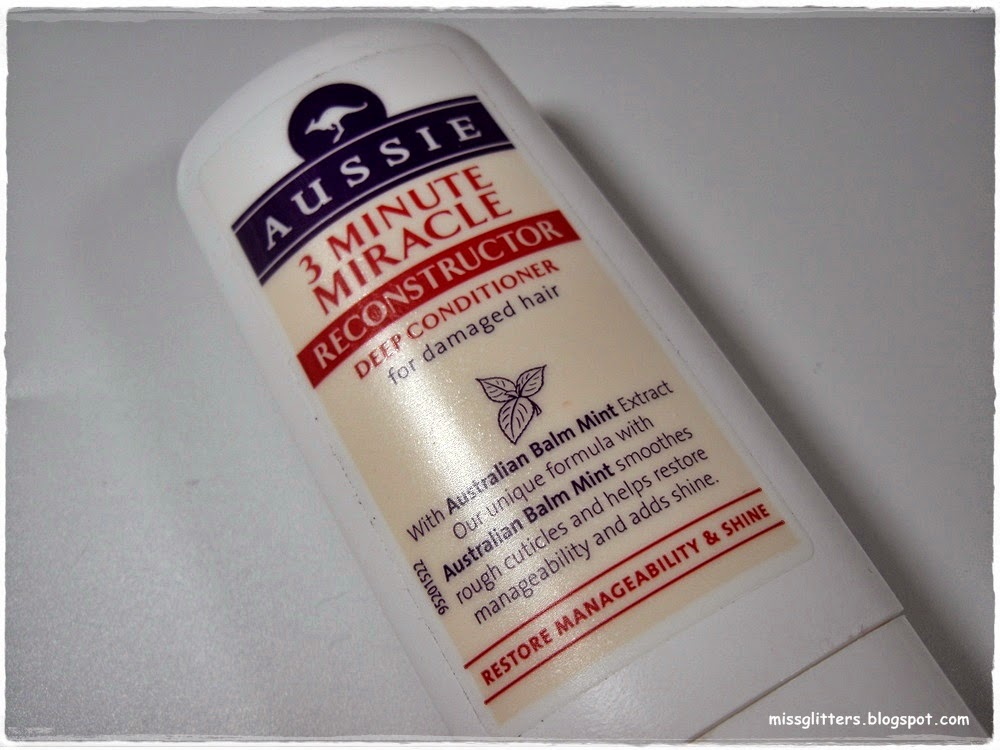 AUSSIE
3 MINUTE
MIRACLE
RECONSTRUCTOR
DEEP CONDITIONER
for damaged hair
With Australian Balm Mint Extract
Our unique formula with
Australian Balm Mint smoothes
rough cuticles and helps restore
manageability and adds shine.
95201522
RESTORE MANAGEABILITY & SHINE
missglitters.blogspot.com